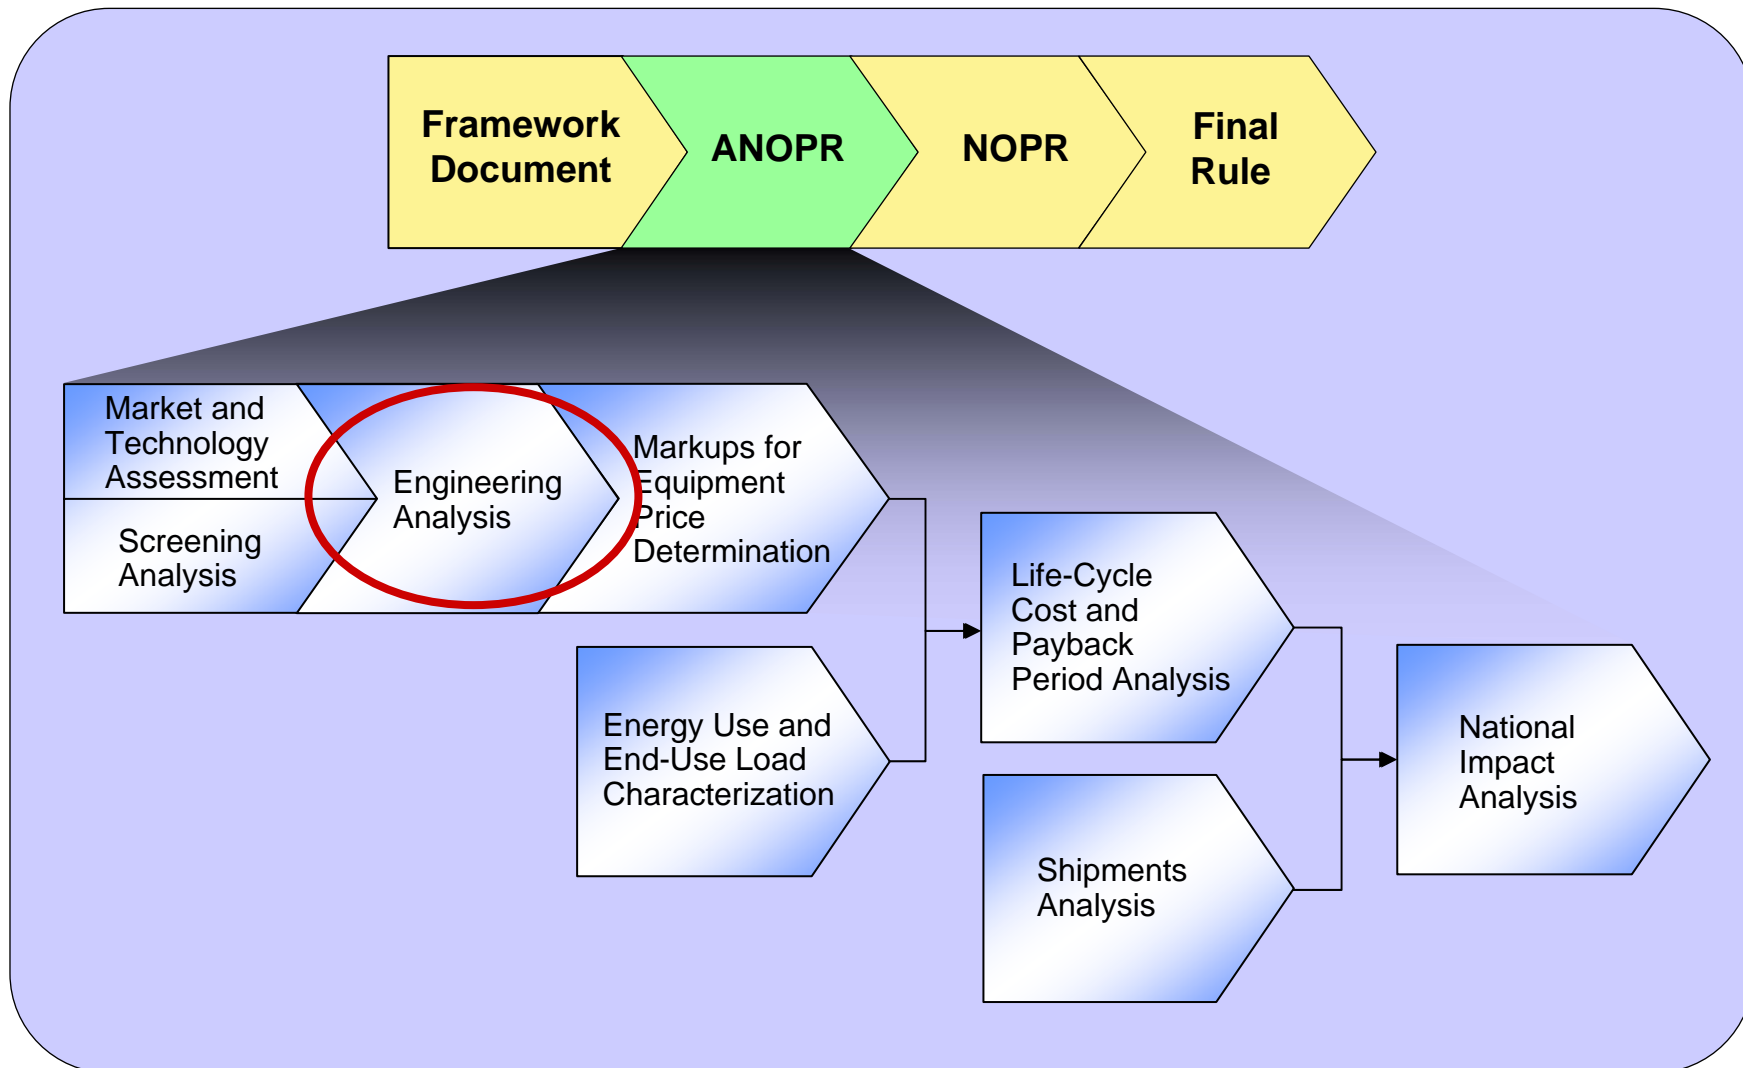 Framework
Document
ANOPR
NOPR
Final
Rule
Market and
Technology
Assessment
Screening
Analysis
Engineering
Analysis
Markups for
Equipment
Price
Determination
Energy Use and
End-Use Load
Characterization
Life-Cycle
Cost and
Payback
Period Analysis
Shipments
Analysis
National
Impact
Analysis